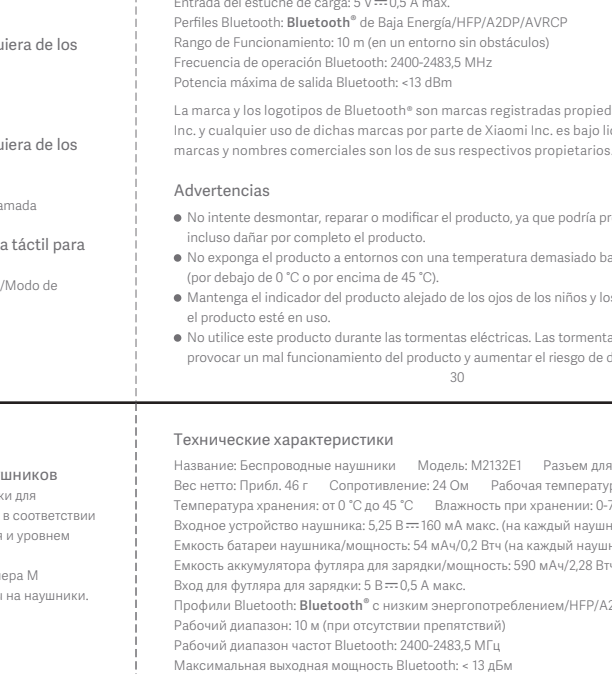 uiera de los
uiera de los
amada
a táctil para
/Modo de
Entrada del estuche de carga: 5 V⎓0,5 A máx.
Perfiles Bluetooth: Bluetooth® de Baja Energía/HFP/A2DP/AVRCP
Rango de Funcionamiento: 10 m (en un entorno sin obstáculos)
Frecuencia de operación Bluetooth: 2400-2483,5 MHz
Potencia máxima de salida Bluetooth: <13 dBm
La marca y los logotipos de Bluetooth® son marcas registradas propied
Inc. y cualquier uso de dichas marcas por parte de Xiaomi Inc. es bajo li
marcas y nombres comerciales son los de sus respectivos propietarios.
Advertencias
● No intente desmontar, reparar o modificar el producto, ya que podría pr
incluso dañar por completo el producto.
● No exponga el producto a entornos con una temperatura demasiado ba
(por debajo de 0 °C o por encima de 45 °C).
● Mantenga el indicador del producto alejado de los ojos de los niños y lo
el producto esté en uso.
● No utilice este producto durante las tormentas eléctricas. Las tormenta
provocar un mal funcionamiento del producto y aumentar el riesgo de d
30
шников
ки для
в соответствии
я и уровнем
ера M
ы на наушники.
Технические характеристики
Название: Беспроводные наушники Модель: M2132E1 Разъем для
Вес нетто: Прибл. 46 г Сопротивление: 24 Ом Рабочая температур
Температура хранения: от 0 °C до 45 °C Влажность при хранении: 0-7
Входное устройство наушника: 5,25 В⎓160 мА макс. (на каждый наушн
Емкость батареи наушника/мощность: 54 мАч/0,2 Втч (на каждый науш
Емкость аккумулятора футляра для зарядки/мощность: 590 мАч/2,28 Вт
Вход для футляра для зарядки: 5 В⎓0,5 А макс.
Профили Bluetooth: Bluetooth® с низким энергопотреблением/HFP/A2
Рабочий диапазон: 10 м (при отсутствии препятствий)
Рабочий диапазон частот Bluetooth: 2400-2483,5 МГц
Максимальная выходная мощность Bluetooth: < 13 дБм